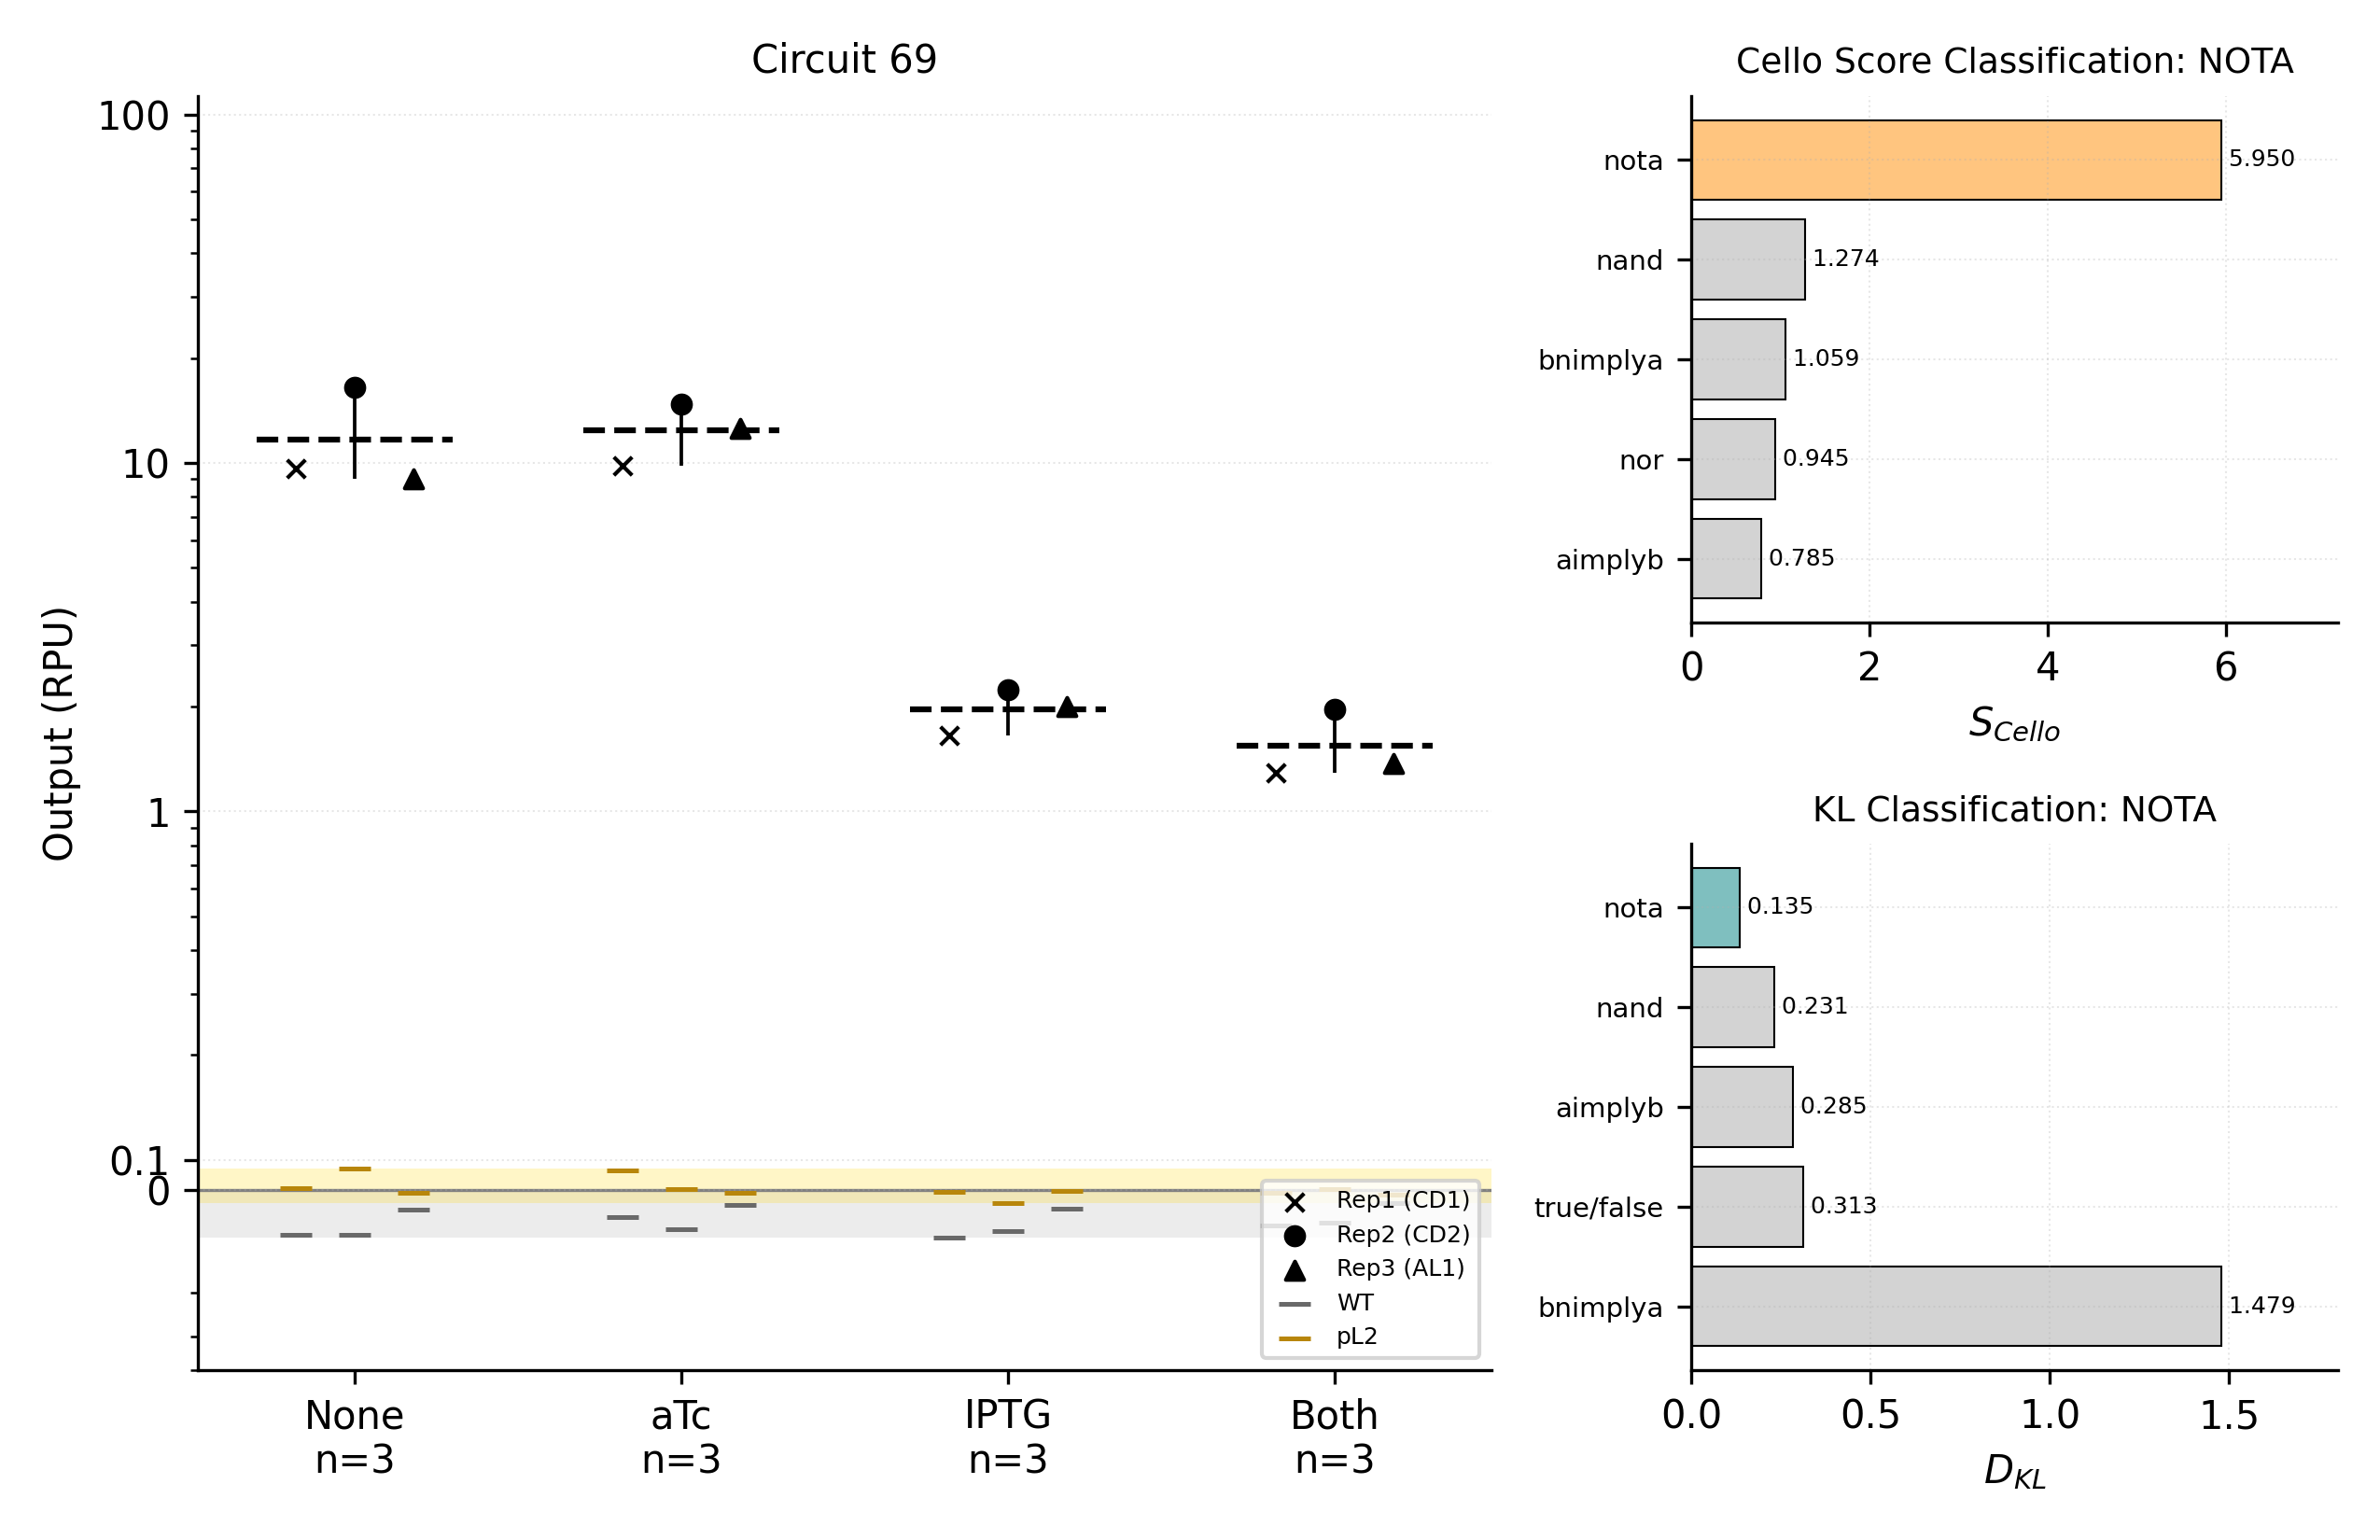 Circuit 69
Output (RPU)
100
10
1
0.1
0
None
n=3
aTc
n=3
IPTG
n=3
Both
n=3
Rep1 (CD1)
Rep2 (CD2)
Rep3 (AL1)
WT
pL2
Cello Score Classification: NOTA
nota
5.950
nand
1.274
bnimplya
1.059
nor
0.945
aimplyb
0.785
0
2
4
6
S_Cello
KL Classification: NOTA
nota
0.135
nand
0.231
aimplyb
0.285
true/false
0.313
bnimplya
1.479
0.0
0.5
1.0
1.5
D_KL